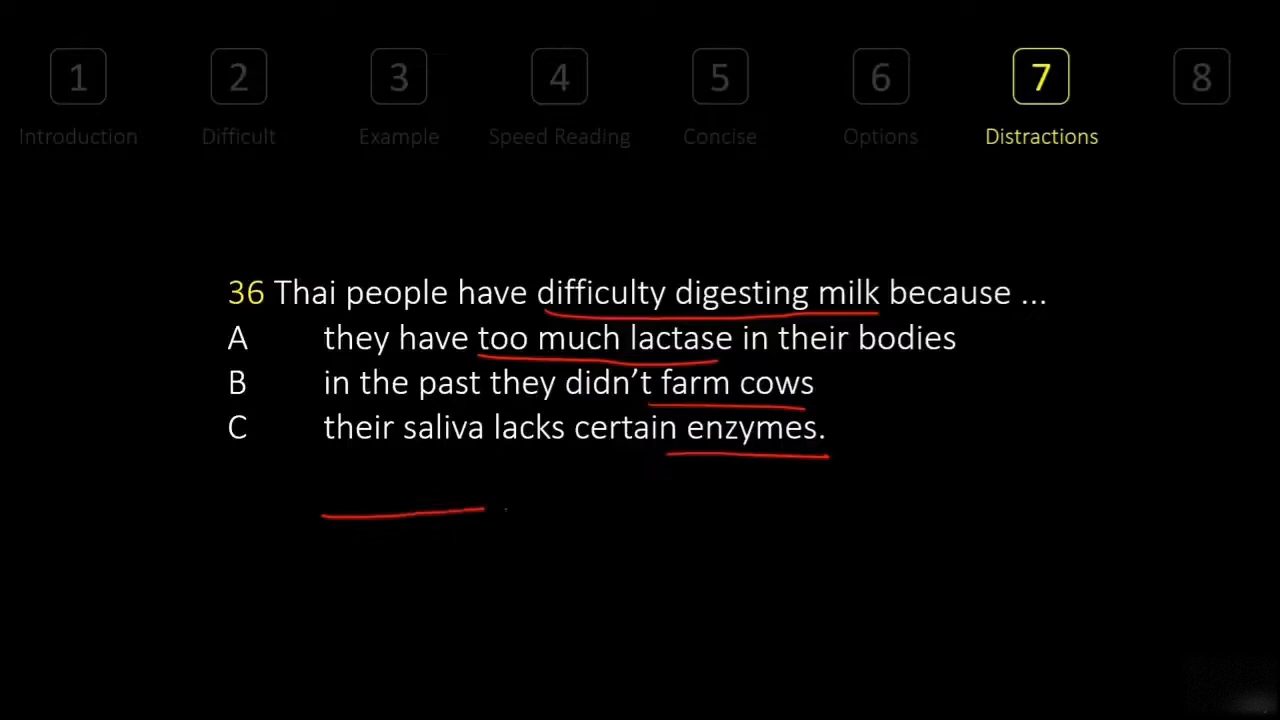 1 2 3 4 5 6 7 8
Introduction Difficult Example Speed Reading Concise Options Distractions
36 Thai people have difficulty digesting milk because ...
A they have too much lactase in their bodies
B in the past they didn’t farm cows
C their saliva lacks certain enzymes.